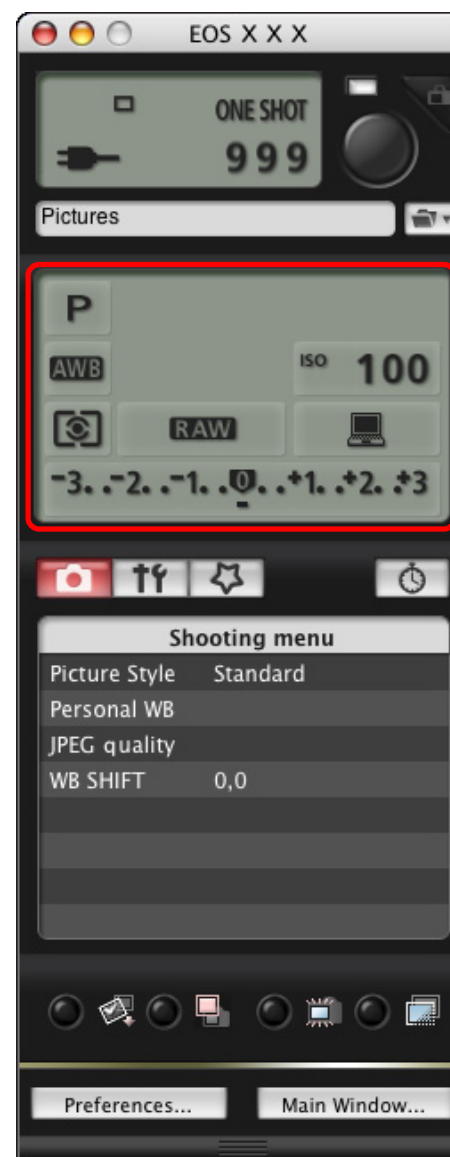 EOS X X X
ONE SHOT
999
Pictures
P
AWB
ISO 100
RAW
-3. .-2. .-1. .0. .+1. .+2. .+3
Shooting menu
Picture Style Standard
Personal WB
JPEG quality
WB SHIFT 0,0
Preferences...
Main Window...